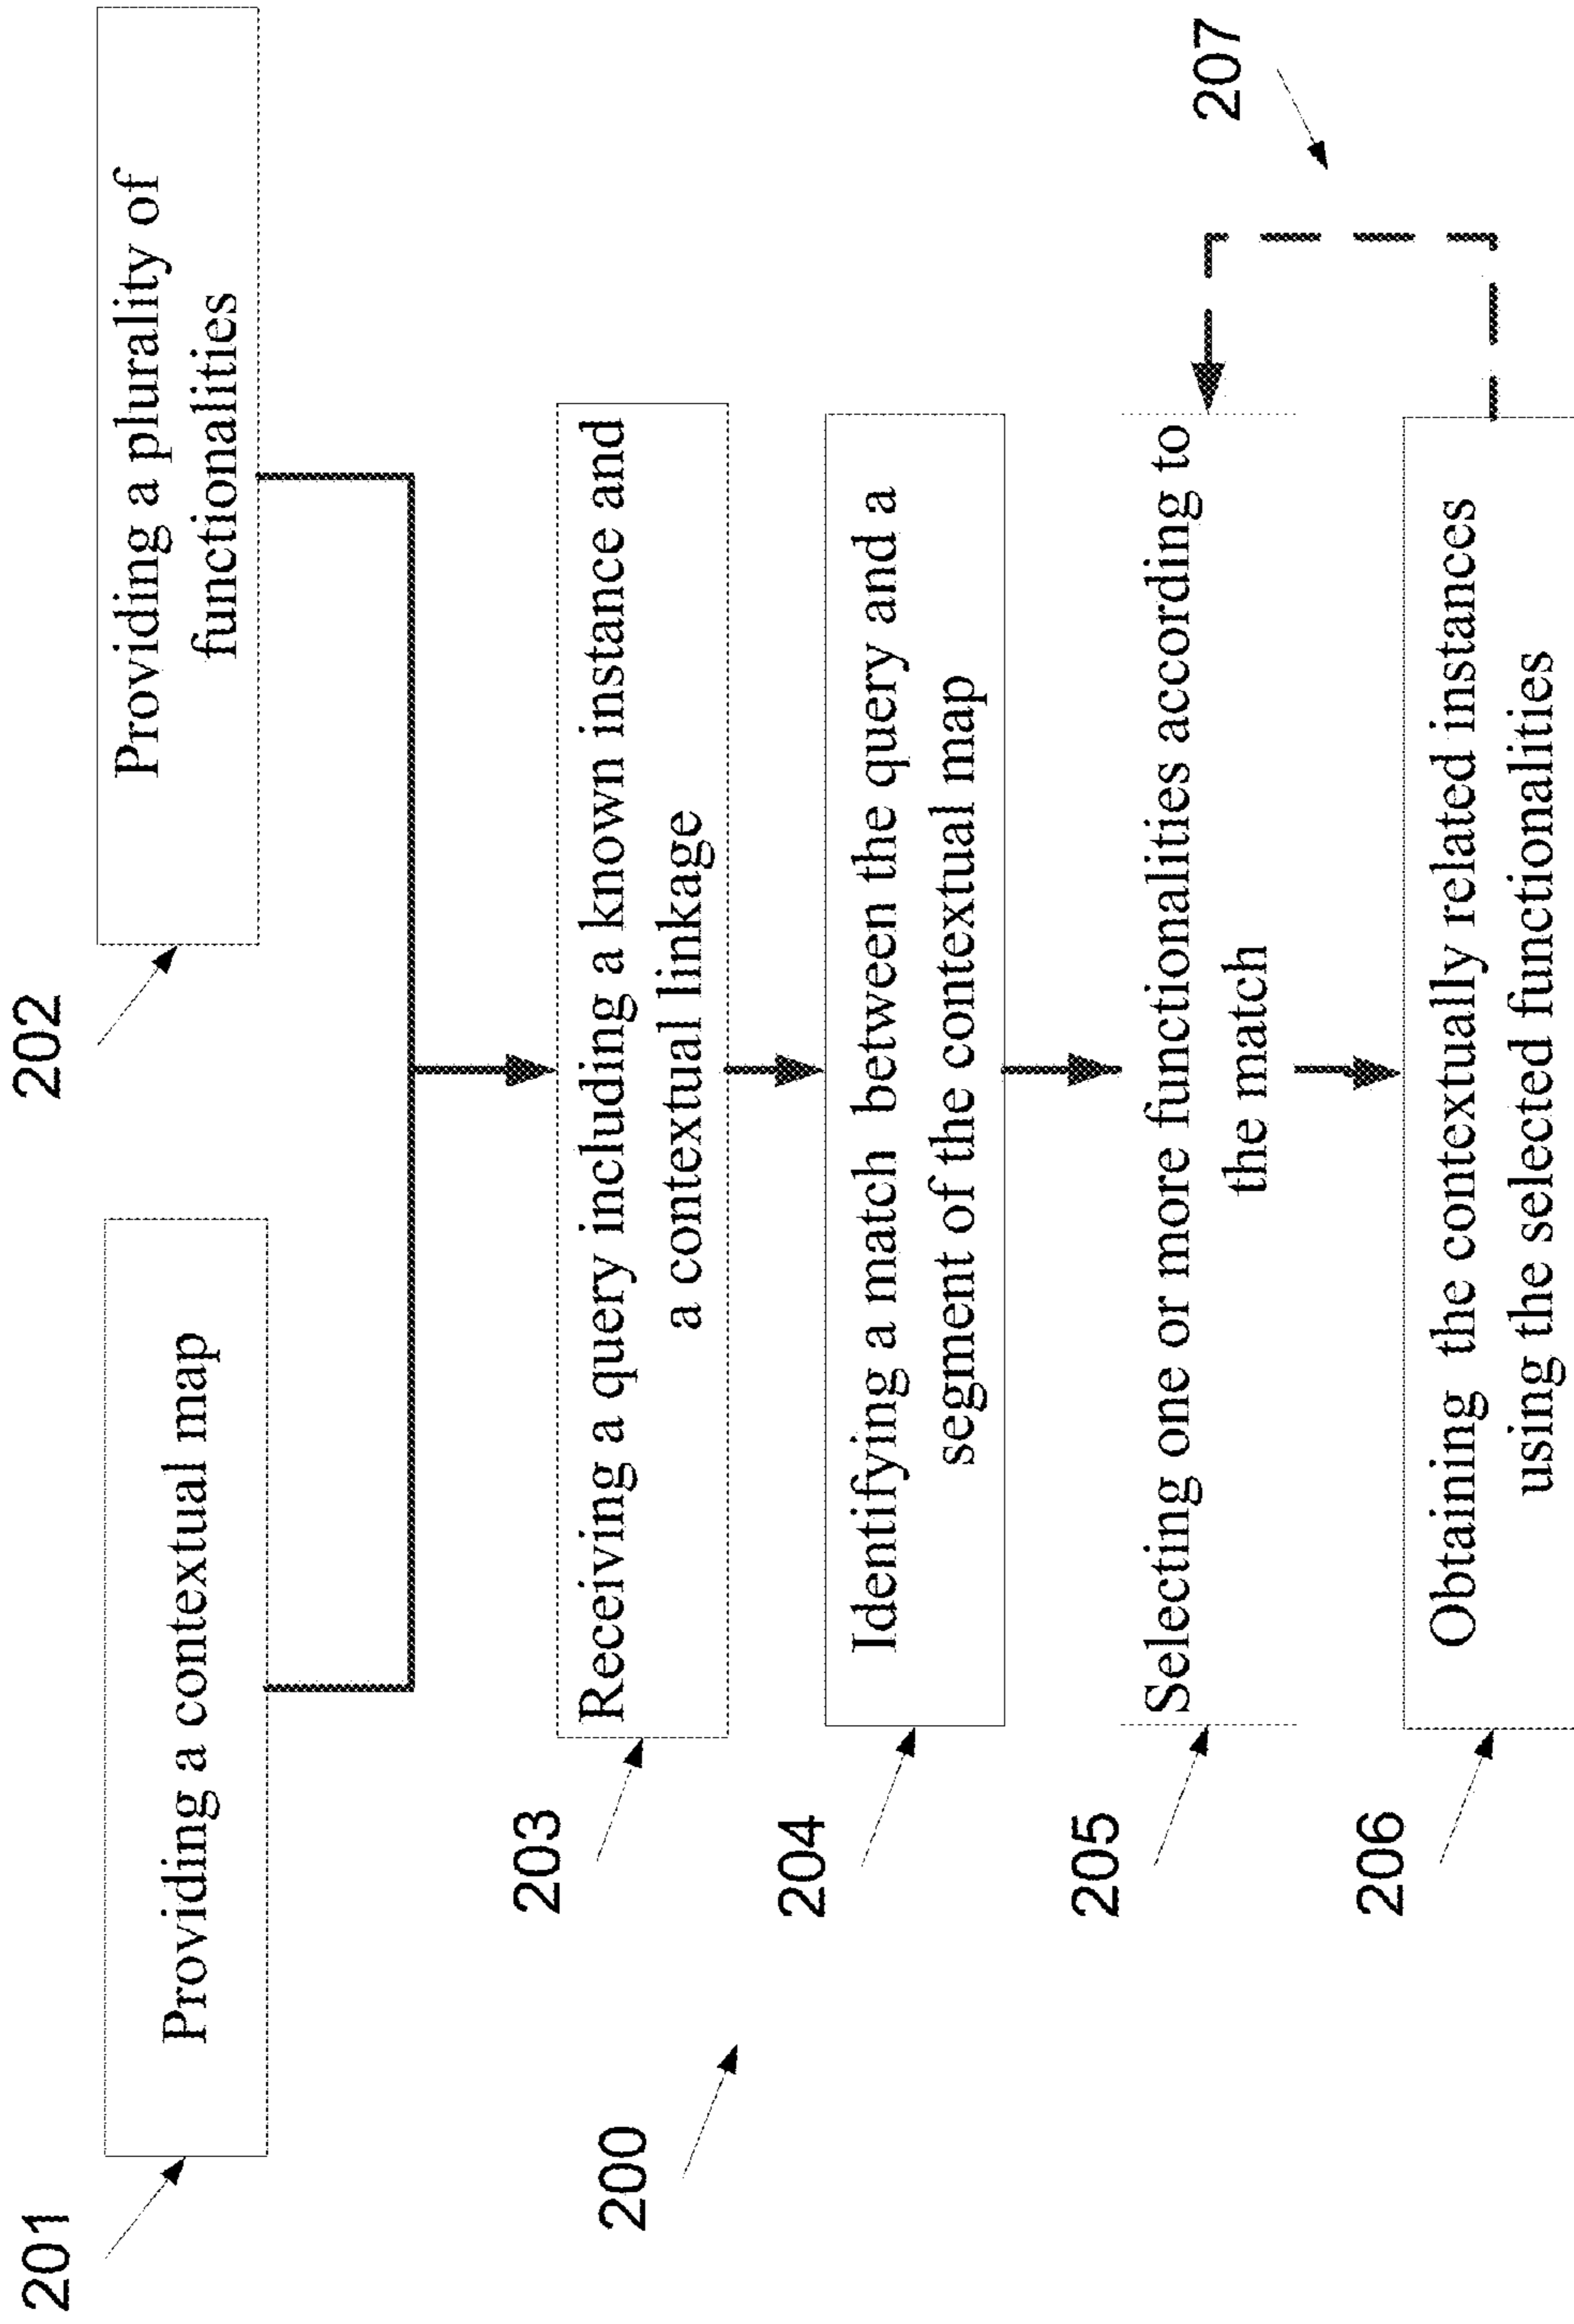 201
Providing a contextual map
202
Providing a plurality of
functionalities
203
Receiving a query including a known instance and
a contextual linkage
200
204
Identifying a match between the query and a
segment of the contextual map
205
Selecting one or more functionalities according to
the match
207
206
Obtaining the contextually related instances
using the selected functionalities